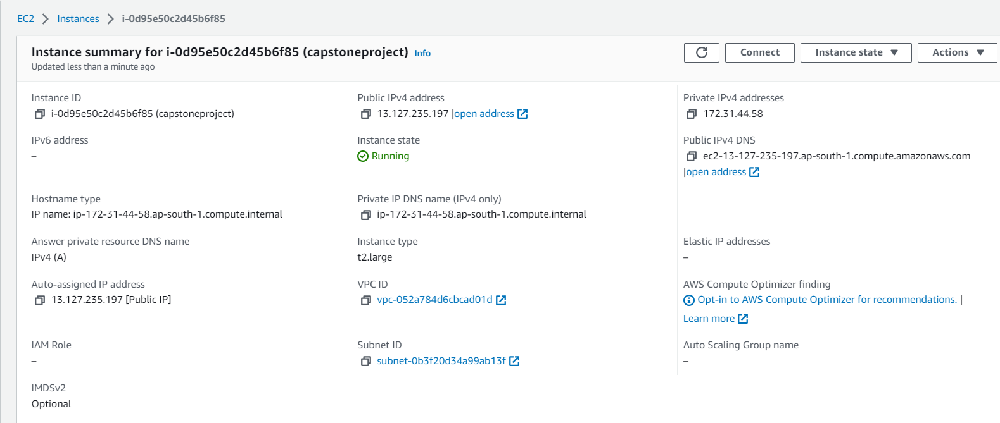 EC2 > Instances > i-0d95e50c2d45b6f85
Instance summary for i-0d95e50c2d45b6f85 (capstoneproject) Info
Updated less than a minute ago
Connect
Instance state
Actions
Instance ID
i-0d95e50c2d45b6f85 (capstoneproject)
Public IPv4 address
13.127.235.197 |open address
Private IPv4 addresses
172.31.44.58
IPv6 address
–
Instance state
Running
Public IPv4 DNS
ec2-13-127-235-197.ap-south-1.compute.amazonaws.com
|open address
Hostname type
IP name: ip-172-31-44-58.ap-south-1.compute.internal
Private IP DNS name (IPv4 only)
ip-172-31-44-58.ap-south-1.compute.internal
Answer private resource DNS name
IPv4 (A)
Instance type
t2.large
Elastic IP addresses
–
Auto-assigned IP address
13.127.235.197 [Public IP]
VPC ID
vpc-052a784d6cbcad01d
AWS Compute Optimizer finding
Opt-in to AWS Compute Optimizer for recommendations. |
Learn more
IAM Role
–
Subnet ID
subnet-0b3f20d34a99ab13f
Auto Scaling Group name
–
IMDSv2
Optional